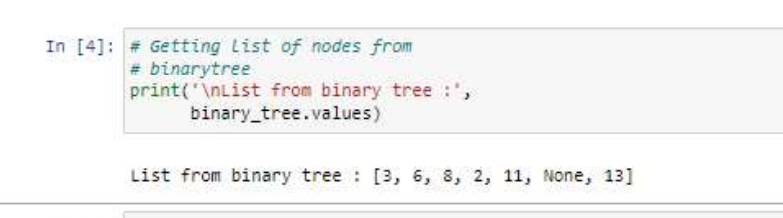 In [4]: # Getting list of nodes from
# binarytree
print('\nList from binary tree :',
binary_tree.values)
List from binary tree : [3, 6, 8, 2, 11, None, 13]